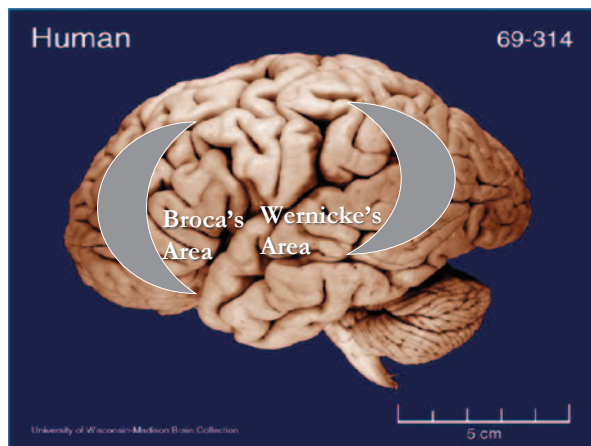 Human
69-314
Broca's
Area
Wernicke's
Area
University of Wisconsin-Madison Brain Collection
5 cm